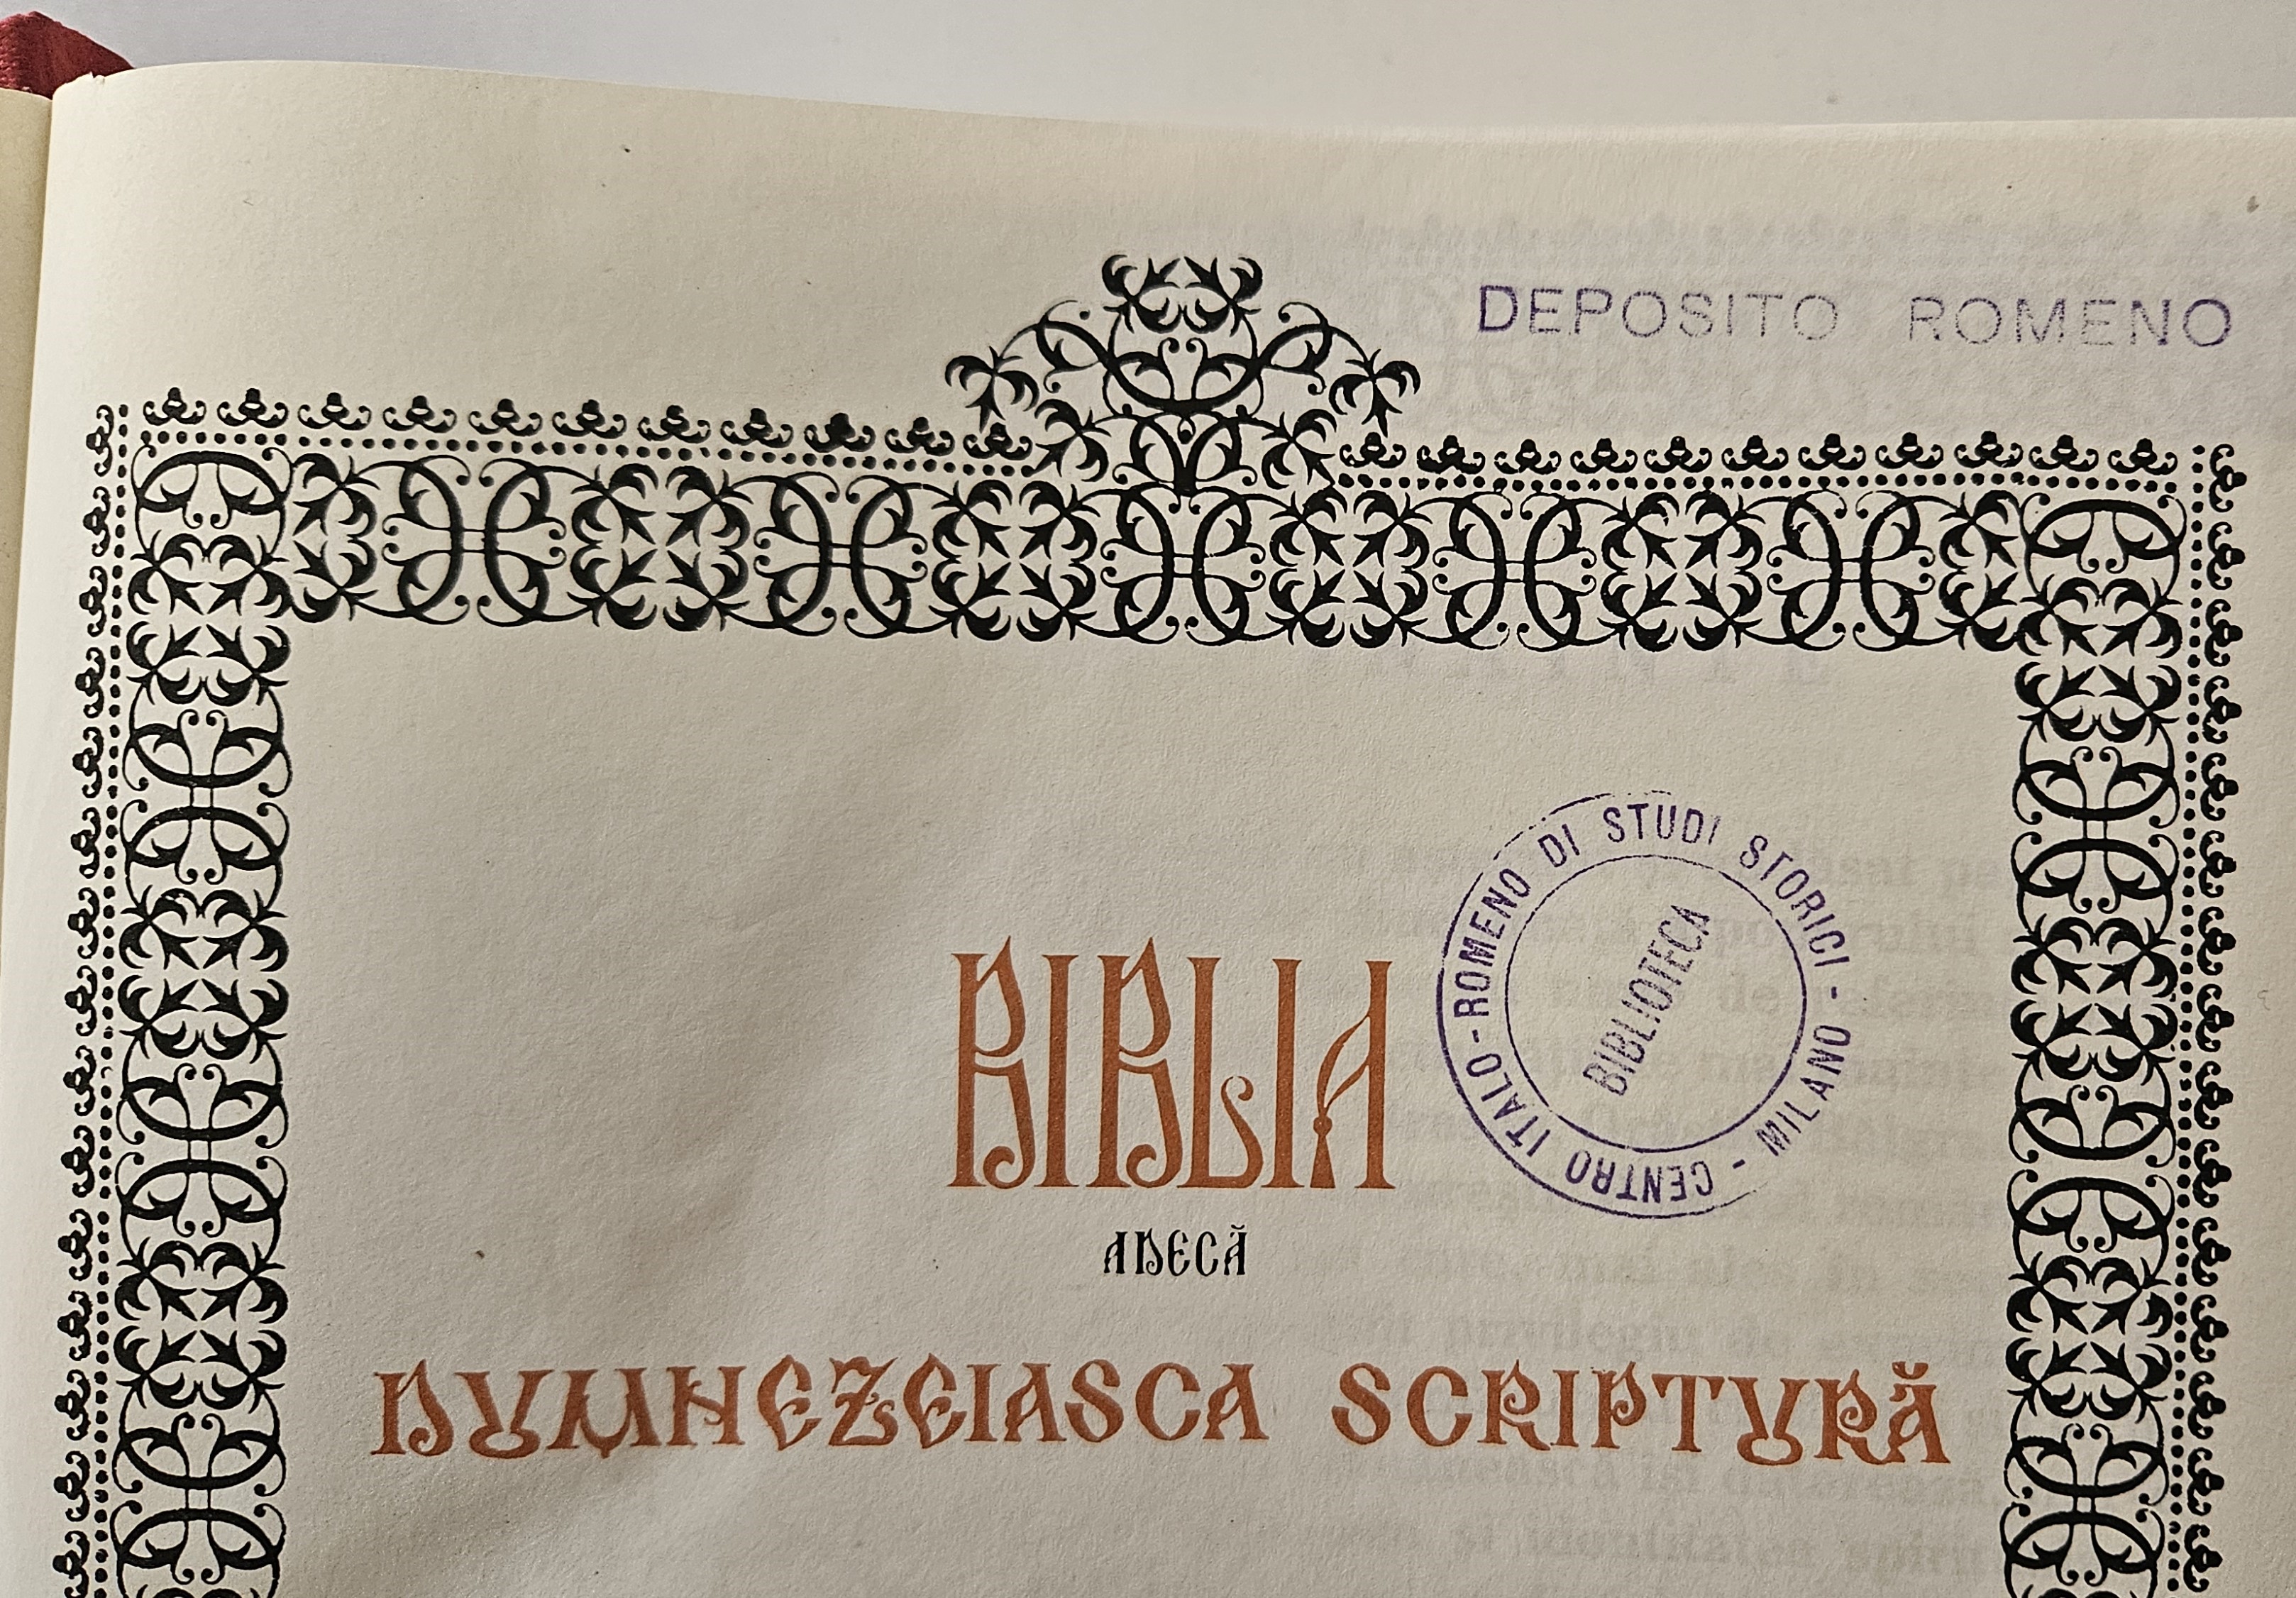 DEPOSITO ROMENO
CENTRO ITALO-ROMENO DI STUDI STORICI - MILANO -
BIBLIOTECA
BIBLIA
ADECĂ
DUMNEZEIASCA SCRIPTURĂ